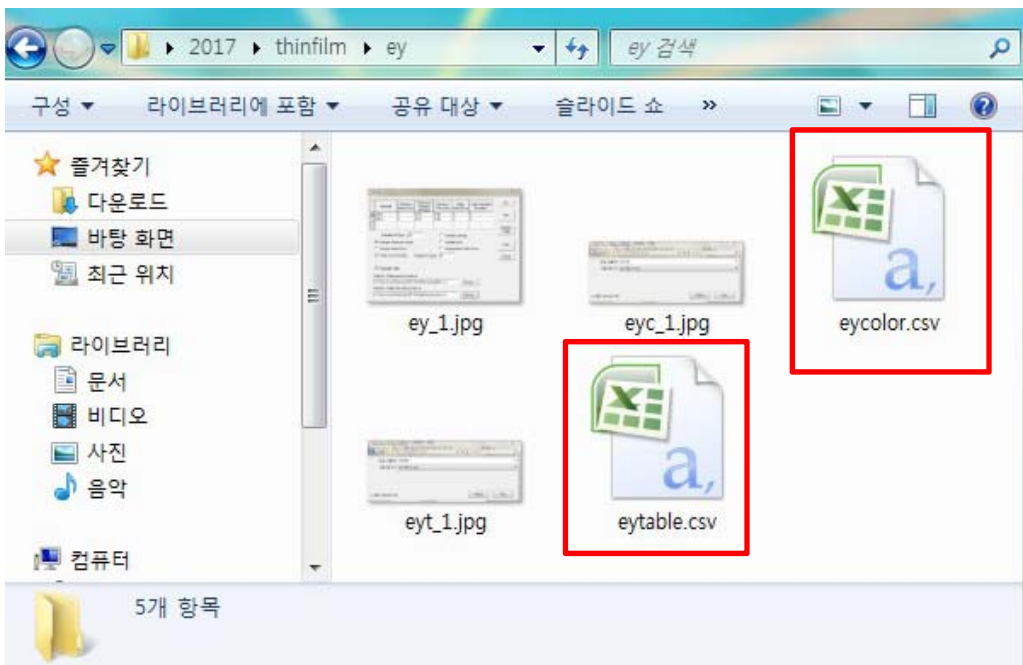 2017 ▸ thinfilm ▸ ey
ey 검색
구성 라이브러리에 포함 공유 대상 슬라이드 쇼 »
즐겨찾기
다운로드
바탕 화면
최근 위치
라이브러리
문서
비디오
사진
음악
컴퓨터
ey_1.jpg
eyc_1.jpg
a,
eycolor.csv
eyt_1.jpg
a,
eytable.csv
5개 항목